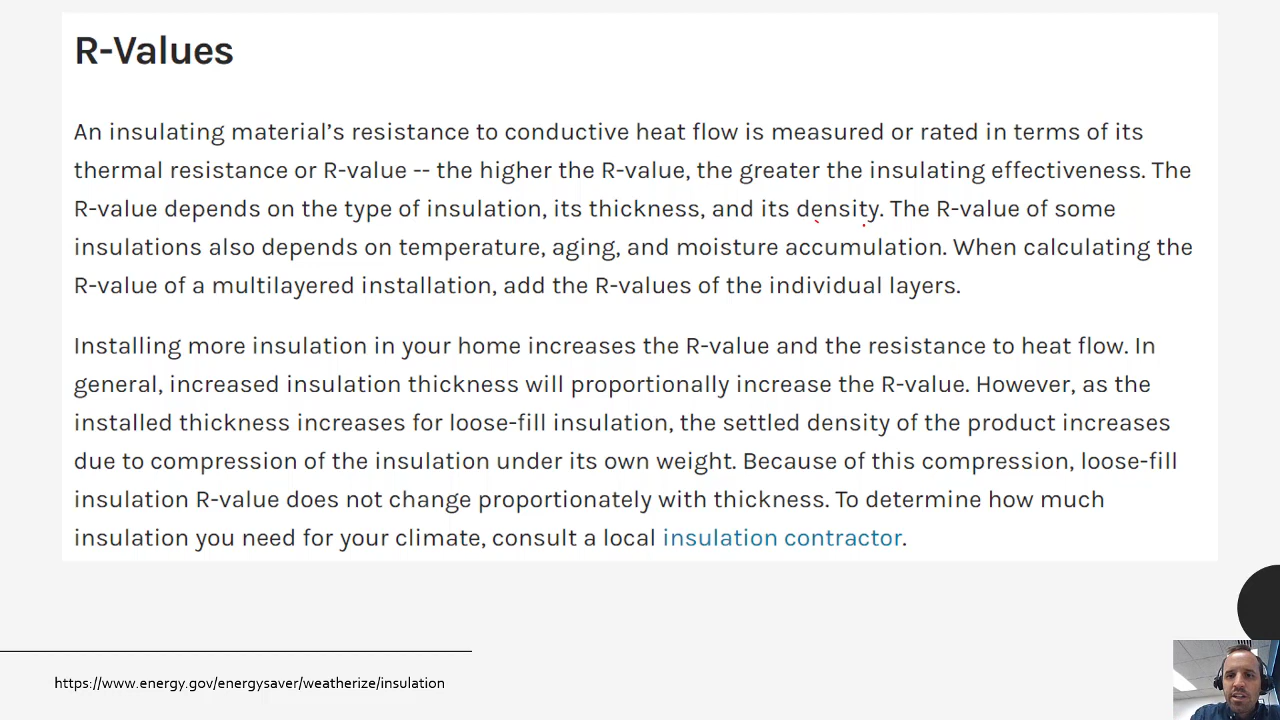 R-Values
An insulating material’s resistance to conductive heat flow is measured or rated in terms of its
thermal resistance or R-value -- the higher the R-value, the greater the insulating effectiveness. The
R-value depends on the type of insulation, its thickness, and its density. The R-value of some
insulations also depends on temperature, aging, and moisture accumulation. When calculating the
R-value of a multilayered installation, add the R-values of the individual layers.
Installing more insulation in your home increases the R-value and the resistance to heat flow. In
general, increased insulation thickness will proportionally increase the R-value. However, as the
installed thickness increases for loose-fill insulation, the settled density of the product increases
due to compression of the insulation under its own weight. Because of this compression, loose-fill
insulation R-value does not change proportionately with thickness. To determine how much
insulation you need for your climate, consult a local insulation contractor.
https://www.energy.gov/energysaver/weatherize/insulation